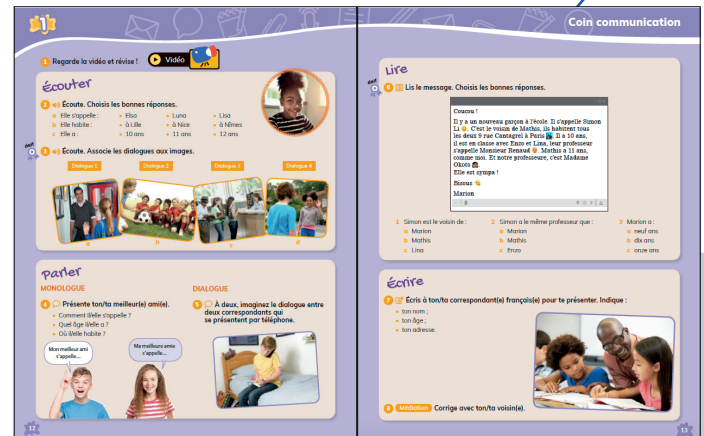 1
Coin communication
1 Regarde la vidéo et révise !
Vidéo
Écouter
2 Écoute. Choisis les bonnes réponses.
a Elle s'appelle : • Elsa • Luna • Lisa
b Elle habite : • à Lille • à Nice • à Nîmes
c Elle a : • 10 ans • 11 ans • 12 ans
delf
3 Écoute. Associe les dialogues aux images.
Dialogue 1 Dialogue 2 Dialogue 3 Dialogue 4
a b c d
Parler
MONOLOGUE
4 Présente ton/ta meilleur(e) ami(e).
• Comment il/elle s'appelle ?
• Quel âge il/elle a ?
• Où il/elle habite ?
Mon meilleur ami
s'appelle...
Ma meilleure amie
s'appelle...
DIALOGUE
5 À deux, imaginez le dialogue entre
deux correspondants qui
se présentent par téléphone.
12
Lire
delf
6 Lis le message. Choisis les bonnes réponses.
Coucou !
Il y a un nouveau garçon à l'école. Il s'appelle Simon
Li. C'est le voisin de Mathis, ils habitent tous
les deux 9 rue Cantagrel à Paris. Il a 10 ans,
il est en classe avec Enzo et Lina, leur professeur
s'appelle Monsieur Renaud. Mathis a 11 ans,
comme moi. Et notre professeure, c'est Madame
Okoto.
Elle est sympa !
Bisous
Marion
1 Simon est le voisin de :
a Marion
b Mathis
c Lina
2 Simon a le même professeur que :
a Marion
b Mathis
c Enzo
3 Marion a :
a neuf ans
b dix ans
c onze ans
Écrire
7 Écris à ton/ta correspondant(e) français(e) pour te présenter. Indique :
• ton nom ;
• ton âge ;
• ton adresse.
8 Médiation Corrige avec ton/ta voisin(e).
13